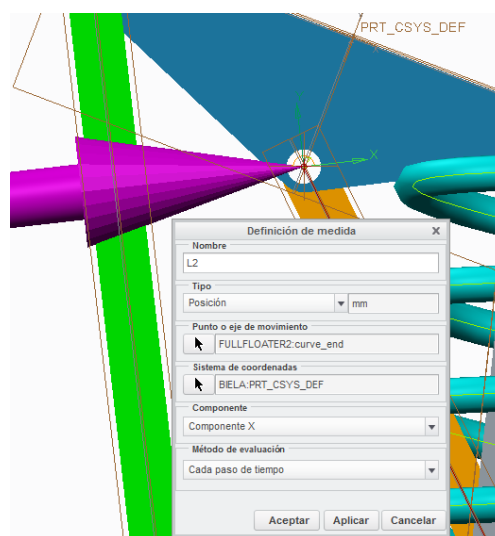 PRT_CSYS_DEF
X
Definición de medida X
Nombre
L2
Tipo
Posición mm
Punto o eje de movimiento
FULLFLOATER2:curve_end
Sistema de coordenadas
BIELA:PRT_CSYS_DEF
Componente
Componente X
Método de evaluación
Cada paso de tiempo
Aceptar Aplicar Cancelar